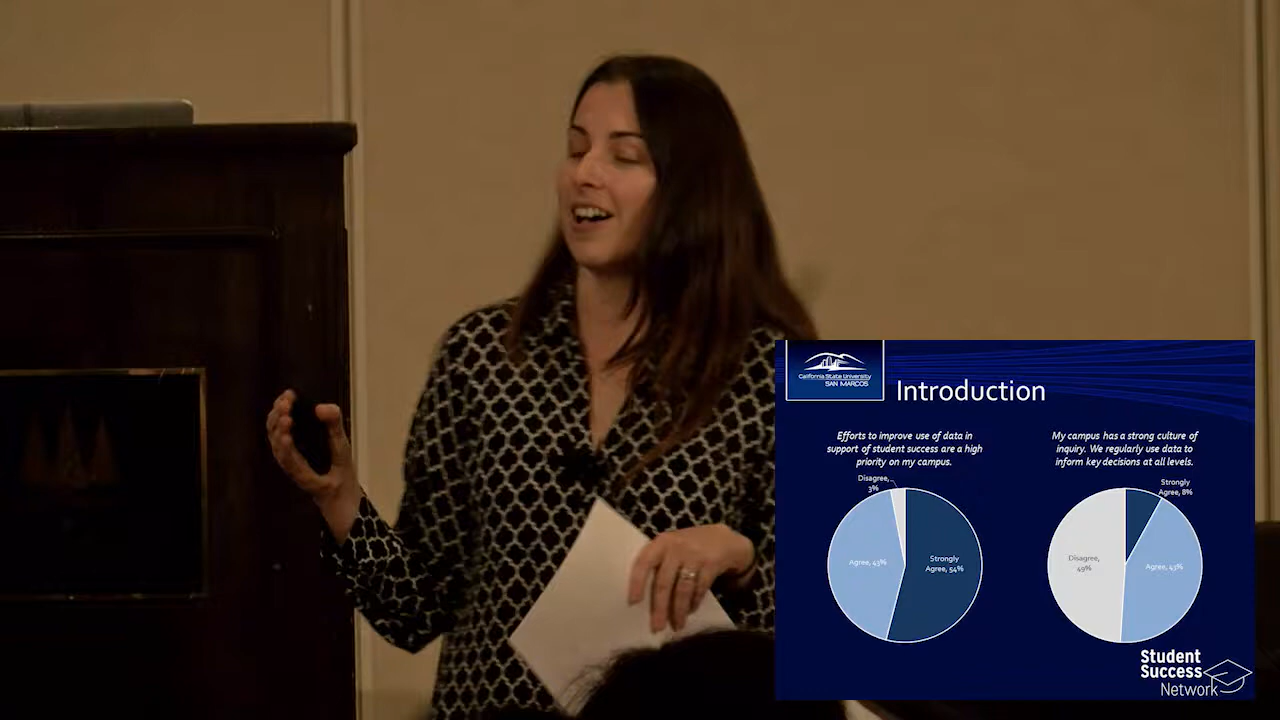 California State University
SAN MARCOS
Introduction
Efforts to improve use of data in
support of student success are a high
priority on my campus.
Disagree,
3%
Agree, 43%
Strongly
Agree, 54%
My campus has a strong culture of
inquiry. We regularly use data to
inform key decisions at all levels.
Strongly
Agree, 8%
Disagree,
49%
Agree, 43%
Student
Success
Network